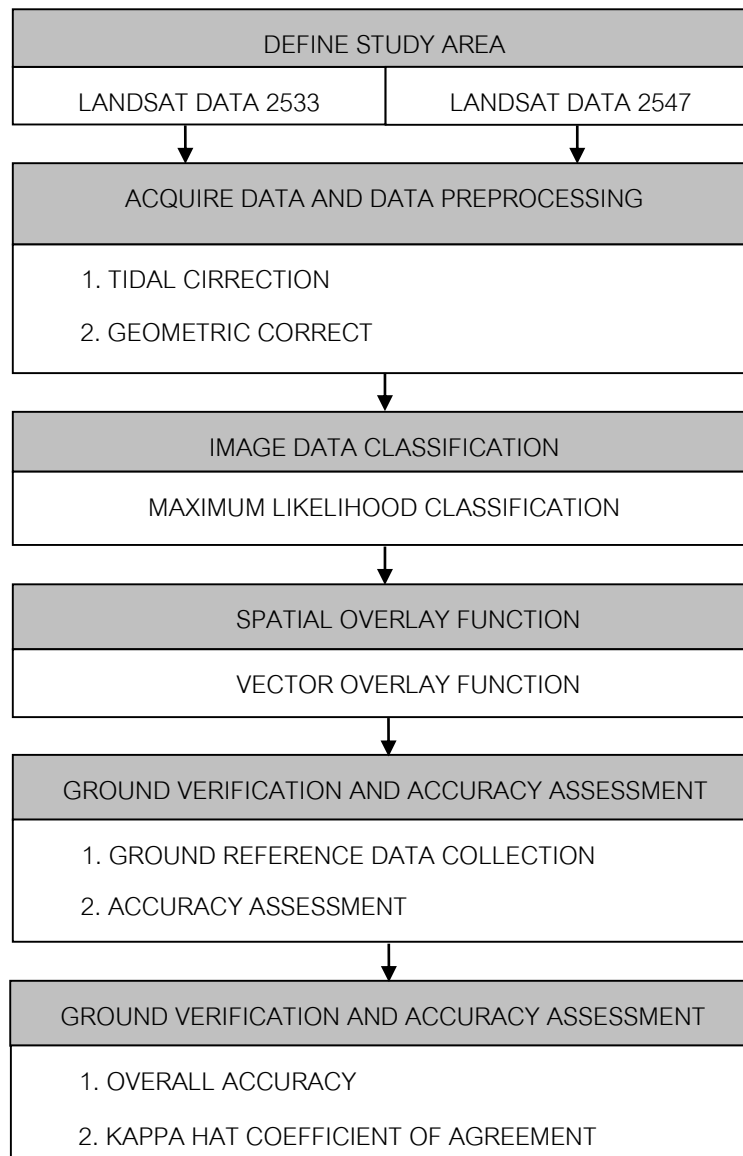 DEFINE STUDY AREA
LANDSAT DATA 2533
LANDSAT DATA 2547
ACQUIRE DATA AND DATA PREPROCESSING
1. TIDAL CIRRECTION
2. GEOMETRIC CORRECT
IMAGE DATA CLASSIFICATION
MAXIMUM LIKELIHOOD CLASSIFICATION
SPATIAL OVERLAY FUNCTION
VECTOR OVERLAY FUNCTION
GROUND VERIFICATION AND ACCURACY ASSESSMENT
1. GROUND REFERENCE DATA COLLECTION
2. ACCURACY ASSESSMENT
GROUND VERIFICATION AND ACCURACY ASSESSMENT
1. OVERALL ACCURACY
2. KAPPA HAT COEFFICIENT OF AGREEMENT